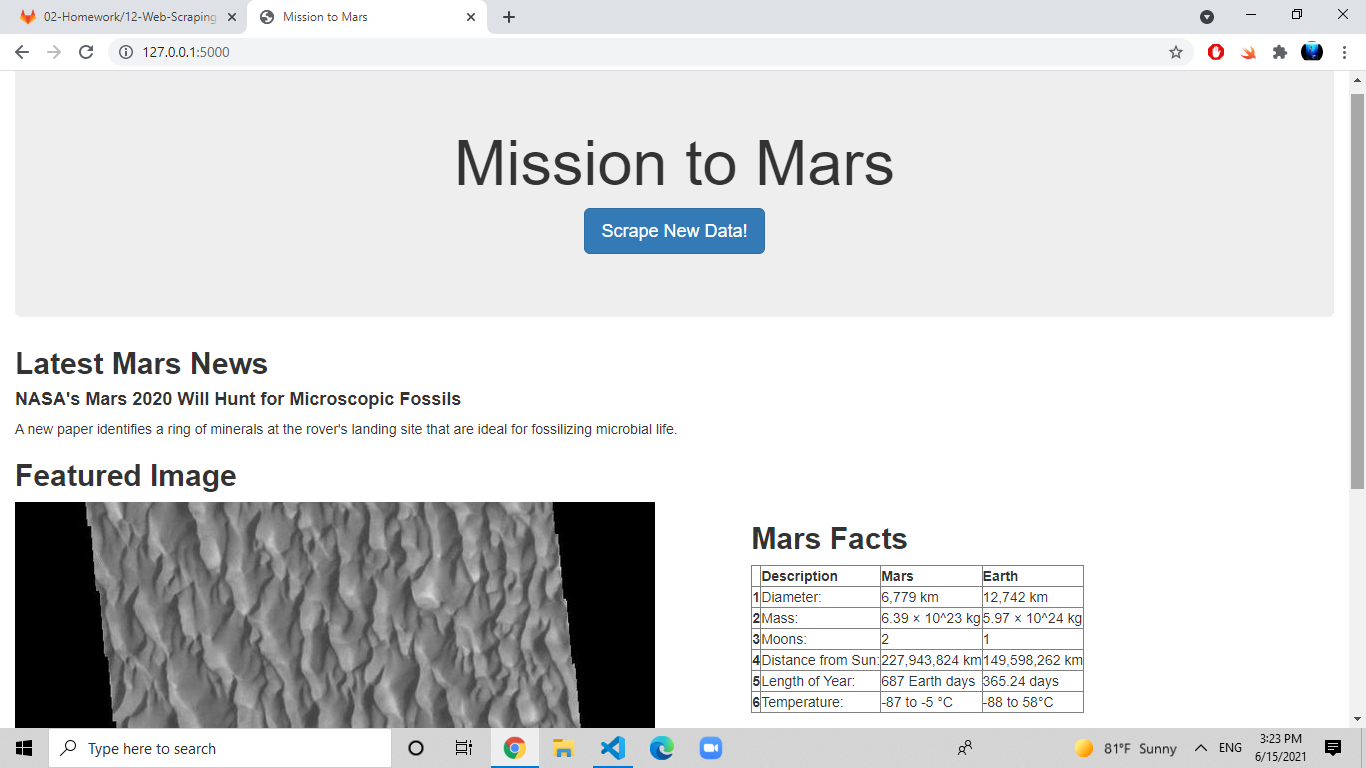 02-Homework/12-Web-Scraping
Mission to Mars
127.0.0.1:5000
Mission to Mars
Scrape New Data!
Latest Mars News
NASA's Mars 2020 Will Hunt for Microscopic Fossils
A new paper identifies a ring of minerals at the rover's landing site that are ideal for fossilizing microbial life.
Featured Image
Mars Facts
Description Mars Earth
1 Diameter: 6,779 km 12,742 km
2 Mass: 6.39 × 10^23 kg 5.97 × 10^24 kg
3 Moons: 2 1
4 Distance from Sun: 227,943,824 km 149,598,262 km
5 Length of Year: 687 Earth days 365.24 days
6 Temperature: -87 to -5 °C -88 to 58°C
Type here to search
81°F Sunny
ENG
3:23 PM
6/15/2021